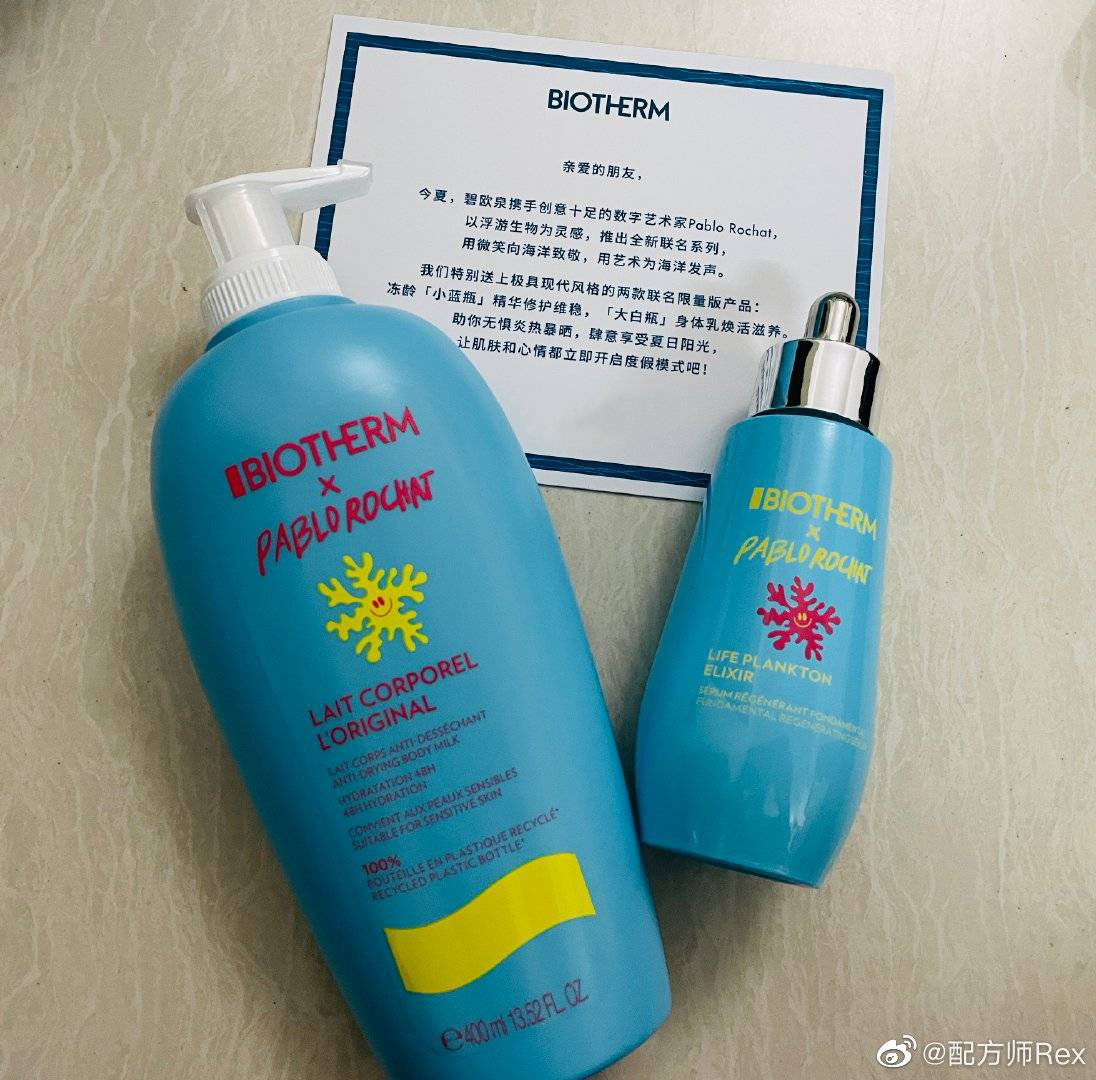 BIOTHERM
亲爱的朋友，
今夏，碧欧泉携手创意十足的数字艺术家Pablo Rochat，
以浮游生物为灵感，推出全新联名系列，
用微笑向海洋致敬，用艺术为海洋发声。
我们特别送上极具现代风格的两款联名限量版产品：
冻龄「小蓝瓶」精华修护维稳，「大白瓶」身体乳焕活滋养。
助你无惧炎热暴晒，肆意享受夏日阳光，
让肌肤和心情都立即开启度假模式吧！
BIOTHERM
×
PABLO ROCHAT
LAIT CORPOREL
L'ORIGINAL
LAIT CORPS ANTI-DESSÉCHANT
ANTI-DRYING BODY MILK
HYDRATATION 48H
48H HYDRATION
CONVIENT AUX PEAUX SENSIBLES
SUITABLE FOR SENSITIVE SKIN
100%
BOUTEILLE EN PLASTIQUE RECYCLÉ*
RECYCLED PLASTIC BOTTLE*
e 400 ml 13.52 FL. OZ.
BIOTHERM
×
PABLO ROCHAT
LIFE PLANKTON
ELIXIR
SÉRUM RÉGÉNÉRANT FONDAMENTAL
FUNDAMENTAL REGENERATING
@配方师Rex